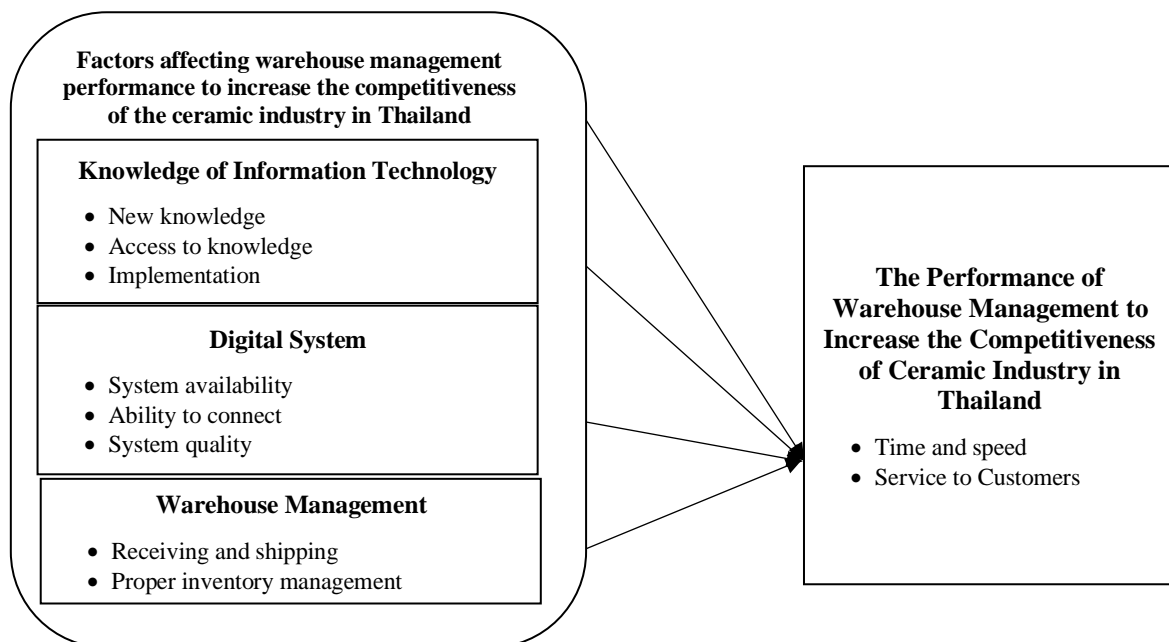 Factors affecting warehouse management
performance to increase the competitiveness
of the ceramic industry in Thailand
Knowledge of Information Technology
• New knowledge
• Access to knowledge
• Implementation
Digital System
• System availability
• Ability to connect
• System quality
Warehouse Management
• Receiving and shipping
• Proper inventory management
The Performance of
Warehouse Management to
Increase the Competitiveness
of Ceramic Industry in
Thailand
• Time and speed
• Service to Customers